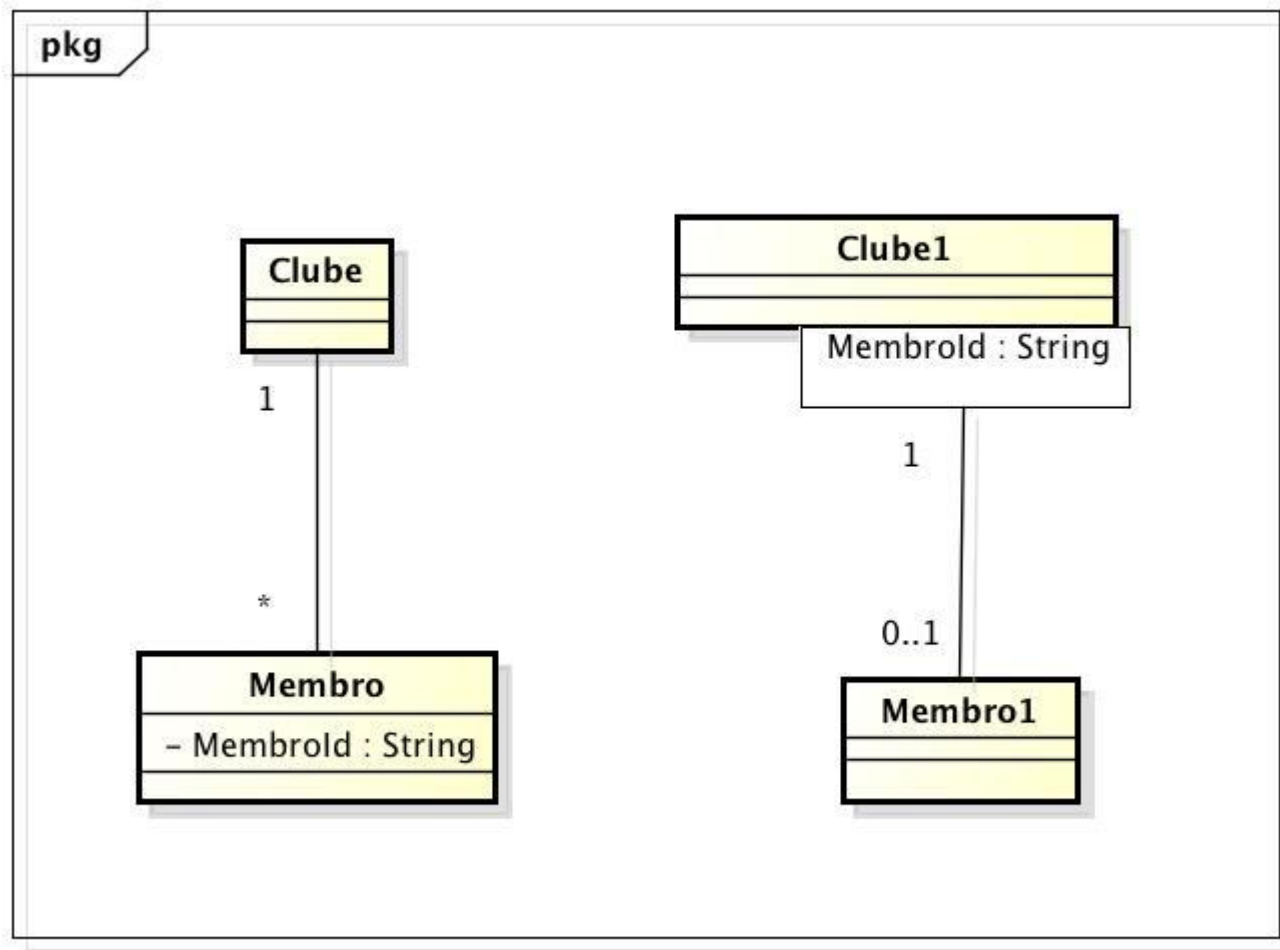 pkg
Clube
1
*
Membro
– MembroId : String
Clube1
MembroId : String
1
0..1
Membro1